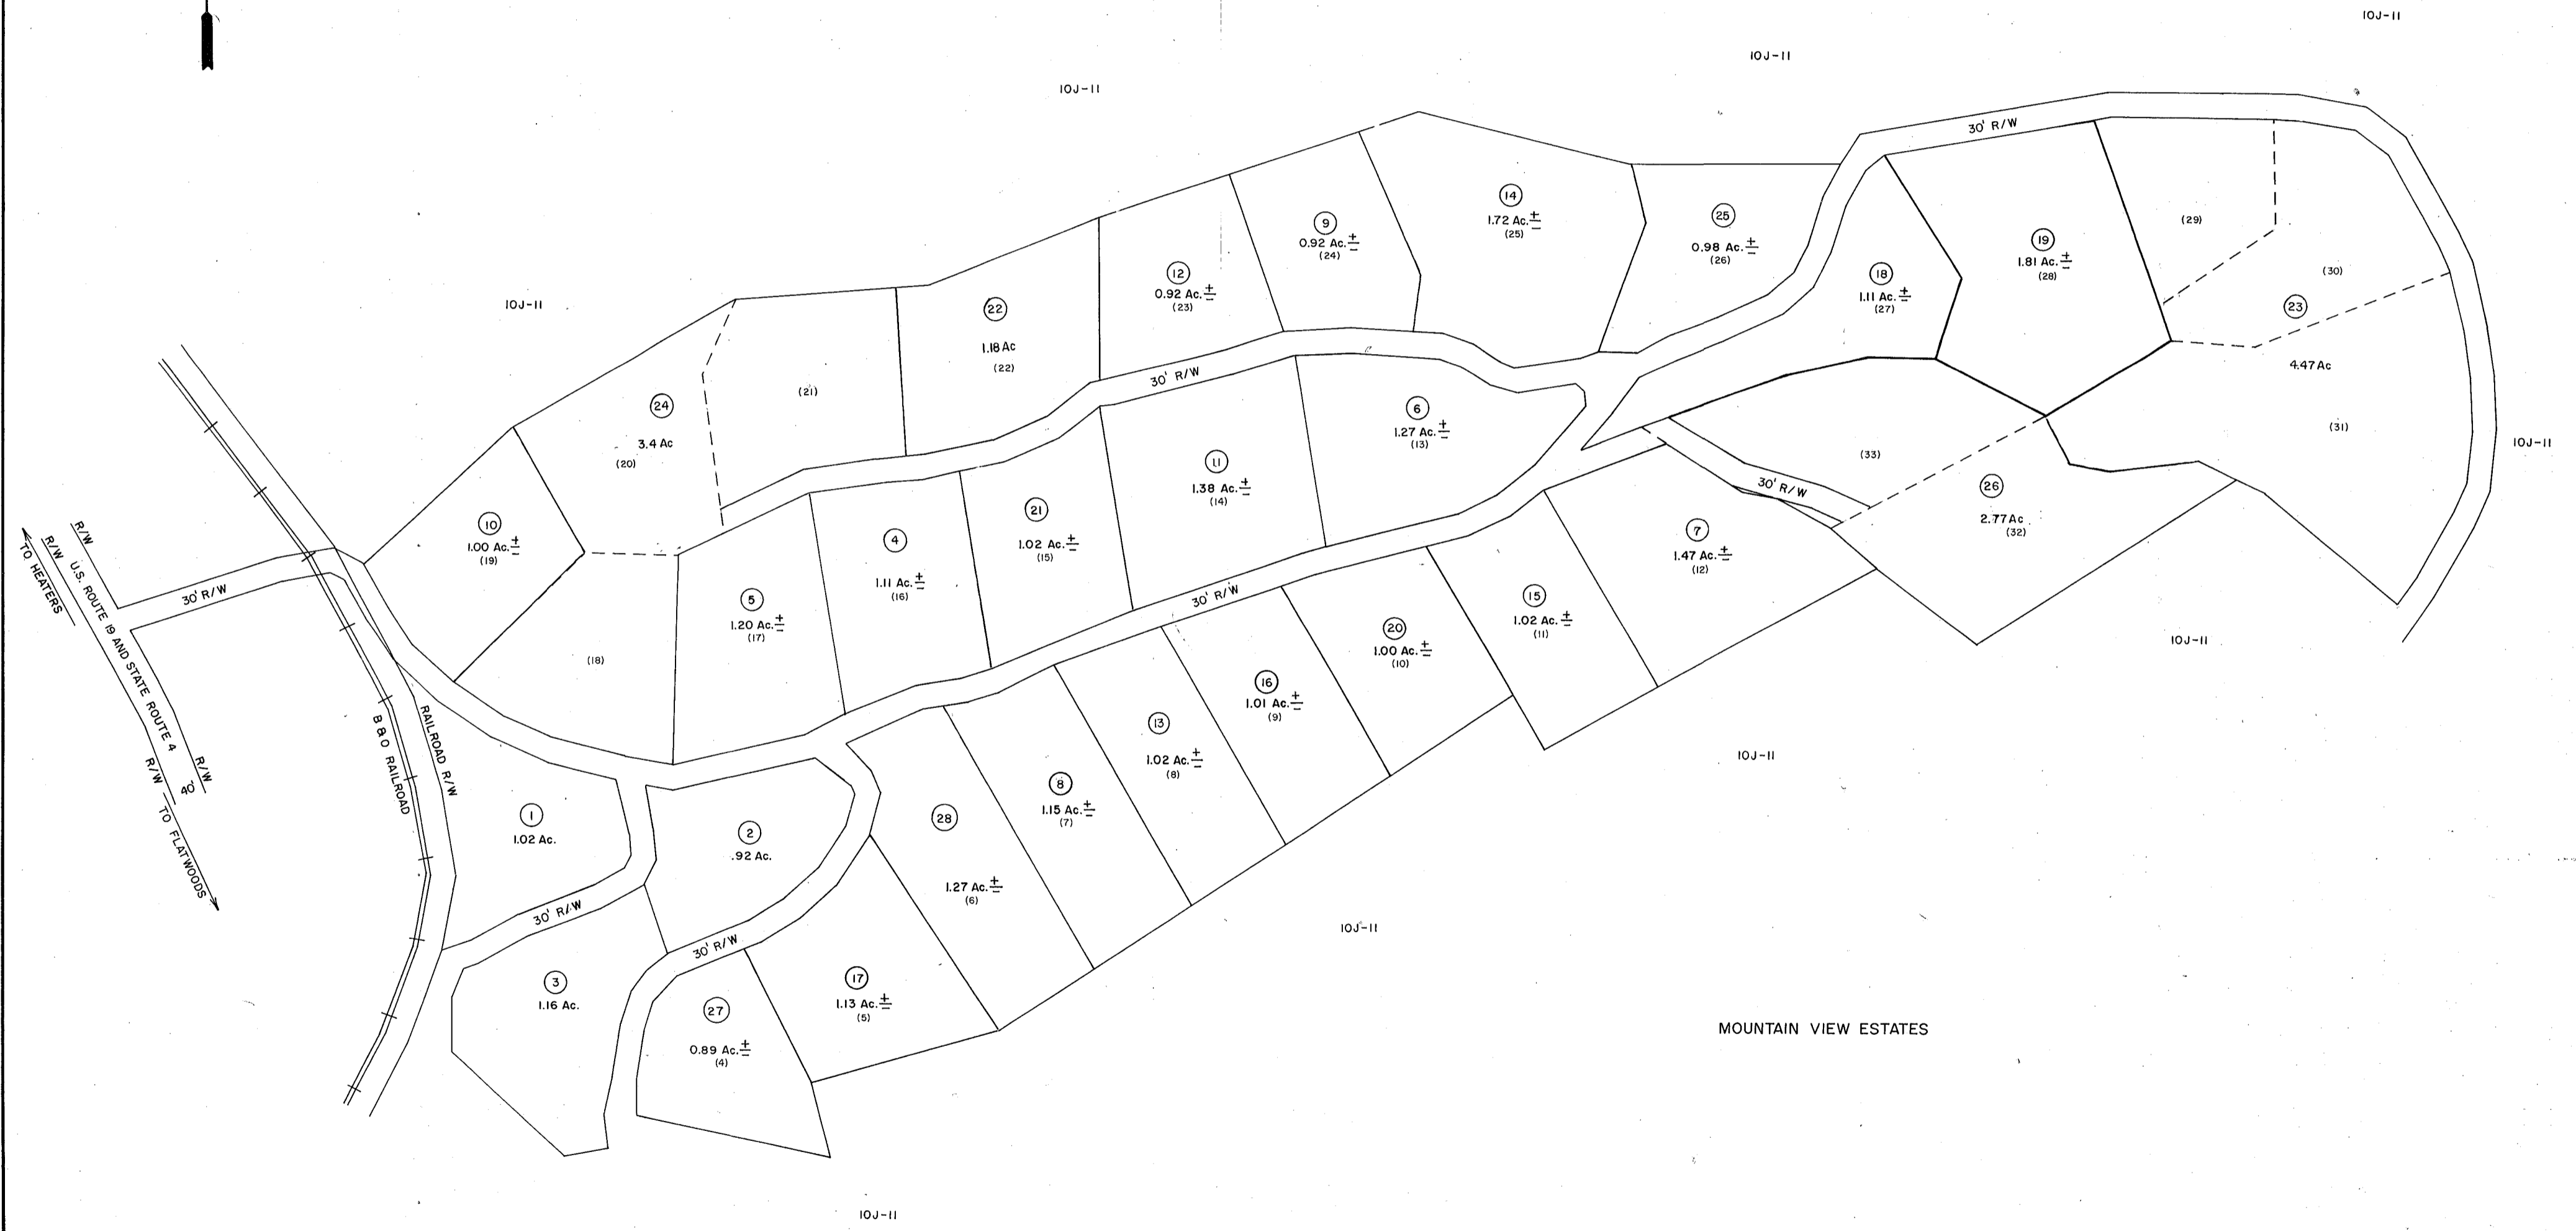 10J-11
10J-11
10J-11
10J-11
30' R/W
14
1.72 Ac.±
(25)
25
0.98 Ac.±
(26)
9
0.92 Ac.±
(24)
12
0.92 Ac.±
(23)
22
1.18 Ac
(22)
18
1.11 Ac.±
(27)
19
1.81 Ac.±
(28)
(29)
(30)
23
4.47 Ac
(31)
10J-11
24
3.4 Ac
(20)
(21)
30' R/W
6
1.27 Ac.±
(13)
11
1.38 Ac.±
(14)
21
1.02 Ac.±
(15)
4
1.11 Ac.±
(16)
5
1.20 Ac.±
(17)
10
1.00 Ac.±
(19)
(18)
(33)
30' R/W
26
2.77 Ac.
(32)
7
1.47 Ac.±
(12)
15
1.02 Ac.±
(11)
20
1.00 Ac.±
(10)
16
1.01 Ac.±
(9)
13
1.02 Ac.±
(8)
8
1.15 Ac.±
(7)
28
1.27 Ac.±
(6)
30' R/W
30' R/W
R/W
R/W
TO HEATERS
U.S. ROUTE 19 AND STATE ROUTE 4
R/W
R/W
40'
TO FLATWOODS
B & O RAILROAD
RAILROAD R/W
1
1.02 Ac.
2
.92 Ac.
30' R/W
30' R/W
3
1.16 Ac.
27
0.89 Ac.±
(4)
17
1.13 Ac.±
(5)
10J-11
10J-11
10J-11
10J-11
MOUNTAIN VIEW ESTATES